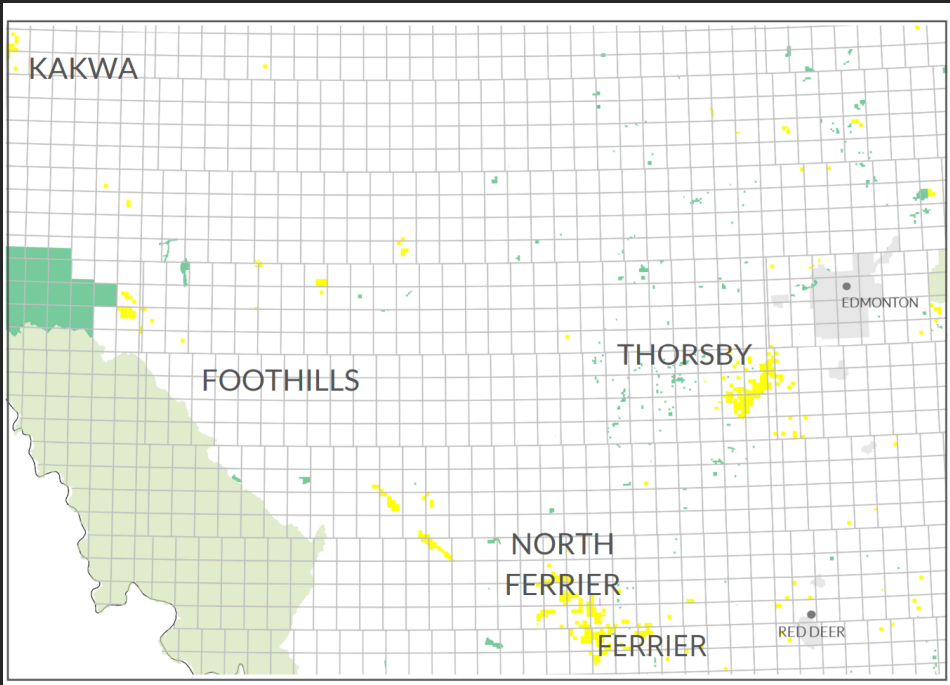 KAKWA
EDMONTON
THORSBY
FOOTHILLS
NORTH
FERRIER
RED DEER
FERRIER